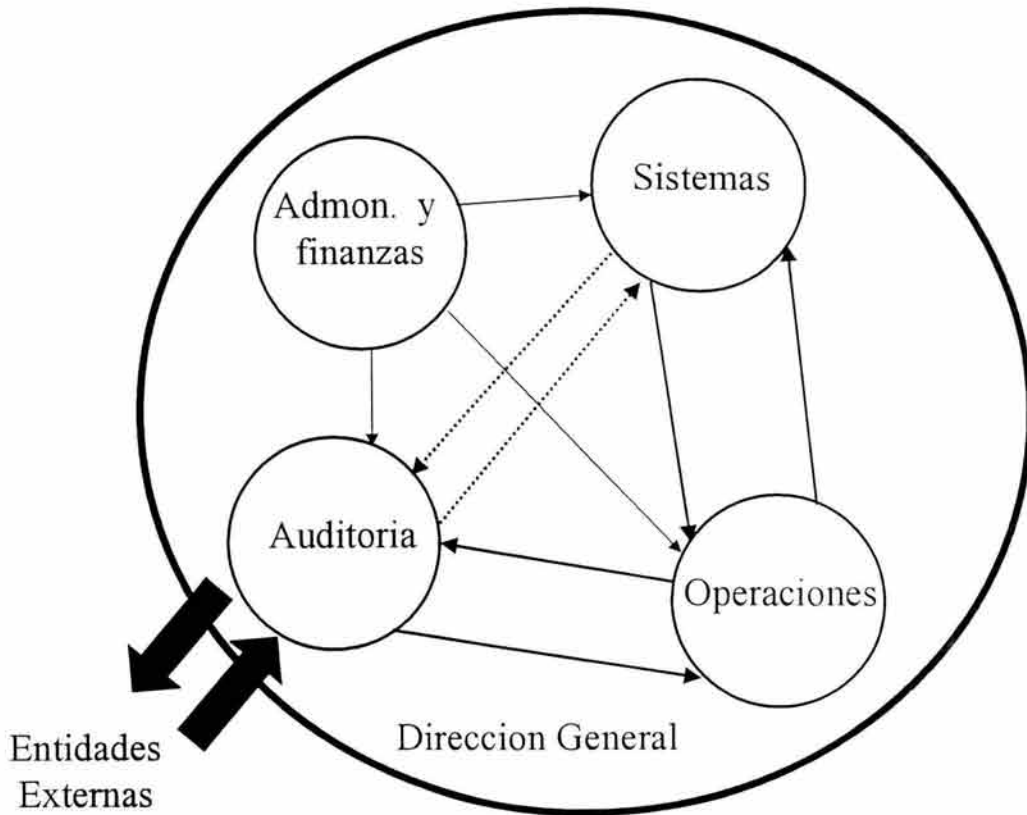 Sistemas
Admon. y
finanzas
Auditoria
Operaciones
Direccion General
Entidades
Externas